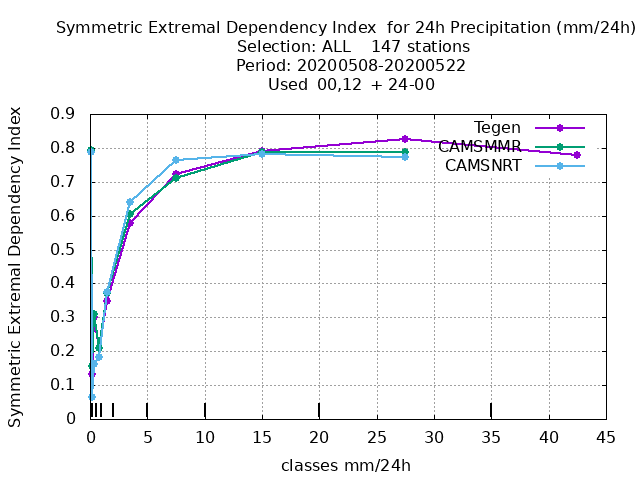 Symmetric Extremal Dependency Index  for 24h Precipitation (mm/24h)
Selection: ALL    147 stations
Period: 20200508-20200522
Used  00,12  + 24-00
Symmetric Extremal Dependency Index
0.9
0.8
0.7
0.6
0.5
0.4
0.3
0.2
0.1
0
Tegen
CAMSMMR
CAMSNRT
0 5 10 15 20 25 30 35 40 45
classes mm/24h